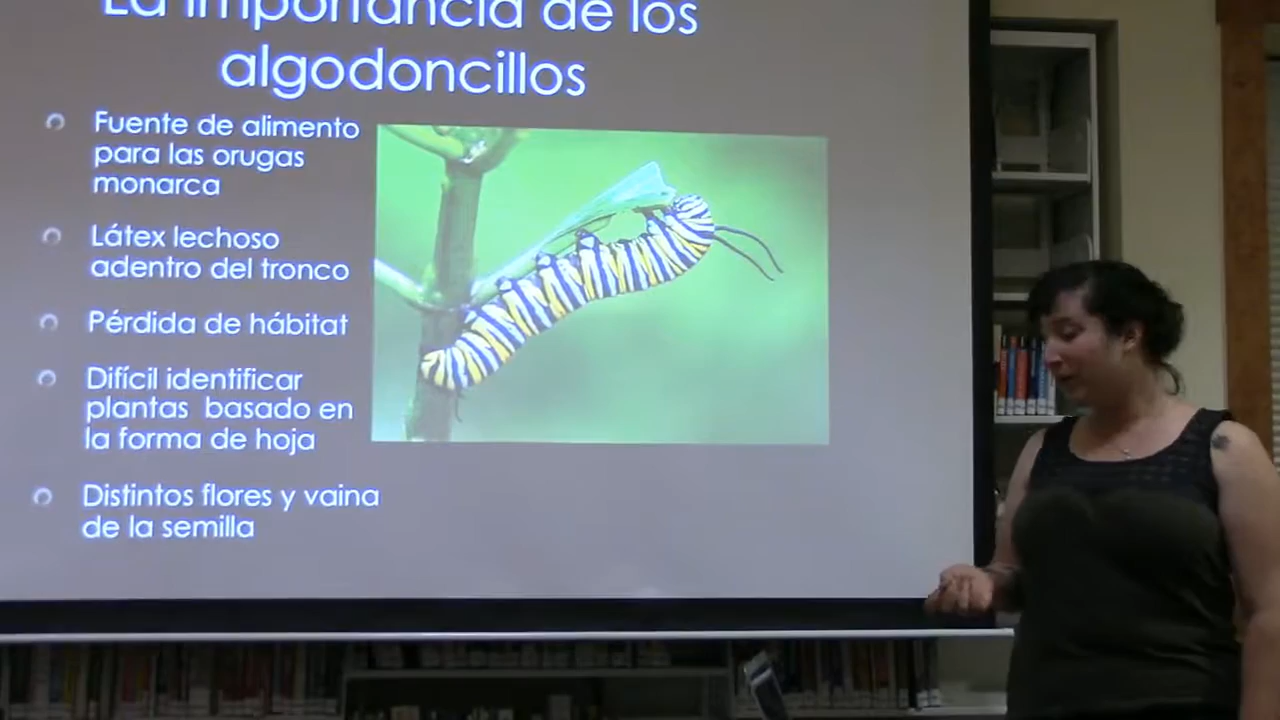 La importancia de los
algodoncillos
Fuente de alimento
para las orugas
monarca
Látex lechoso
adentro del tronco
Pérdida de hábitat
Difícil identificar
plantas basado en
la forma de hoja
Distintos flores y vaina
de la semilla